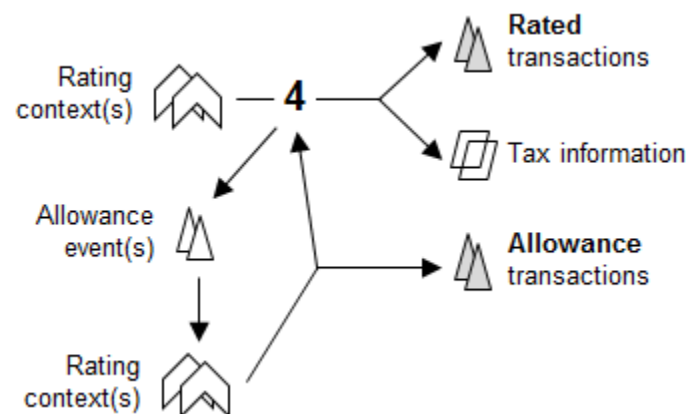 Rated
transactions
Rating
context(s)
4
Tax information
Allowance
event(s)
Allowance
transactions
Rating
context(s)